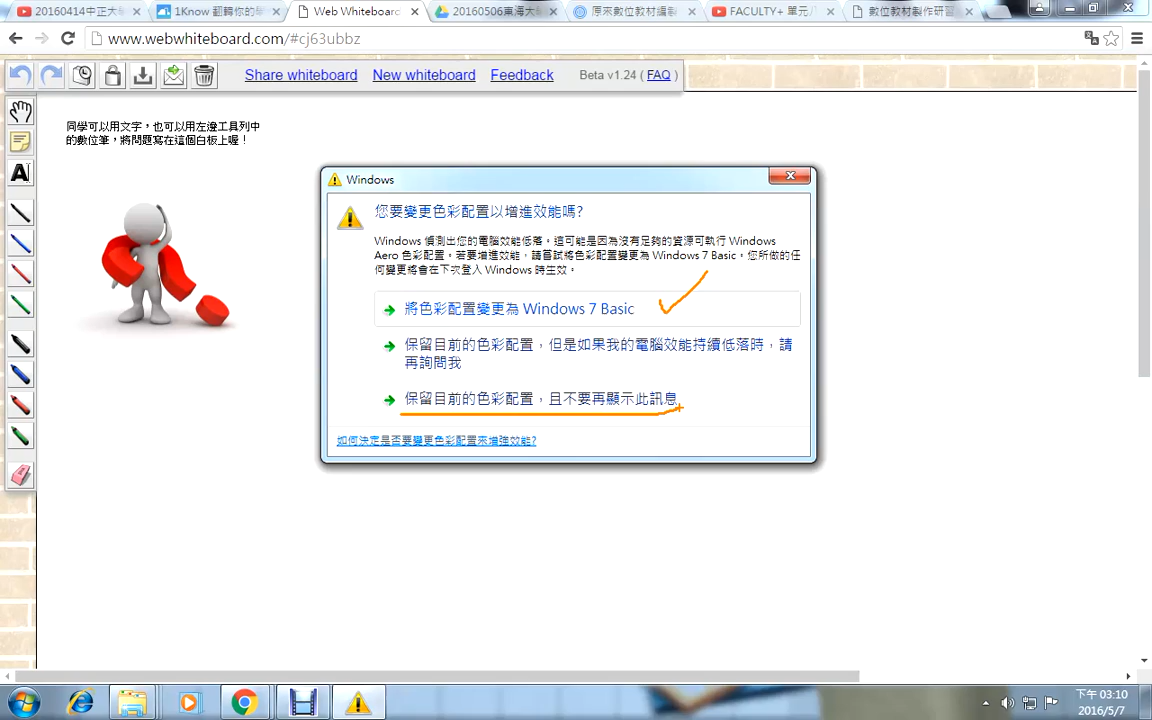 20160414中正大
1Know 翻轉你的學
Web Whiteboard
20160506東海大
原來數位教材編製
FACULTY+ 單元
數位教材製作研習
www.webwhiteboard.com/#cj63ubbz
Share whiteboard New whiteboard Feedback Beta v1.24 ( FAQ )
同學可以用文字，也可以用左邊工具列中
的數位筆，將問題寫在這個白板上喔！
A
Windows
您要變更色彩配置以增進效能嗎?
Windows 偵測出您的電腦效能低落。這可能是因為沒有足夠的資源可執行 Windows
Aero 色彩配置。若要增進效能，請嘗試將色彩配置變更為 Windows 7 Basic。您所做的任
何變更將會在下次登入 Windows 時生效。
將色彩配置變更為 Windows 7 Basic
保留目前的色彩配置，但是如果我的電腦效能持續低落時，請
再詢問我
保留目前的色彩配置，且不要再顯示此訊息
如何決定是否要變更色彩配置來增強效能?
下午 03:10
2016/5/7